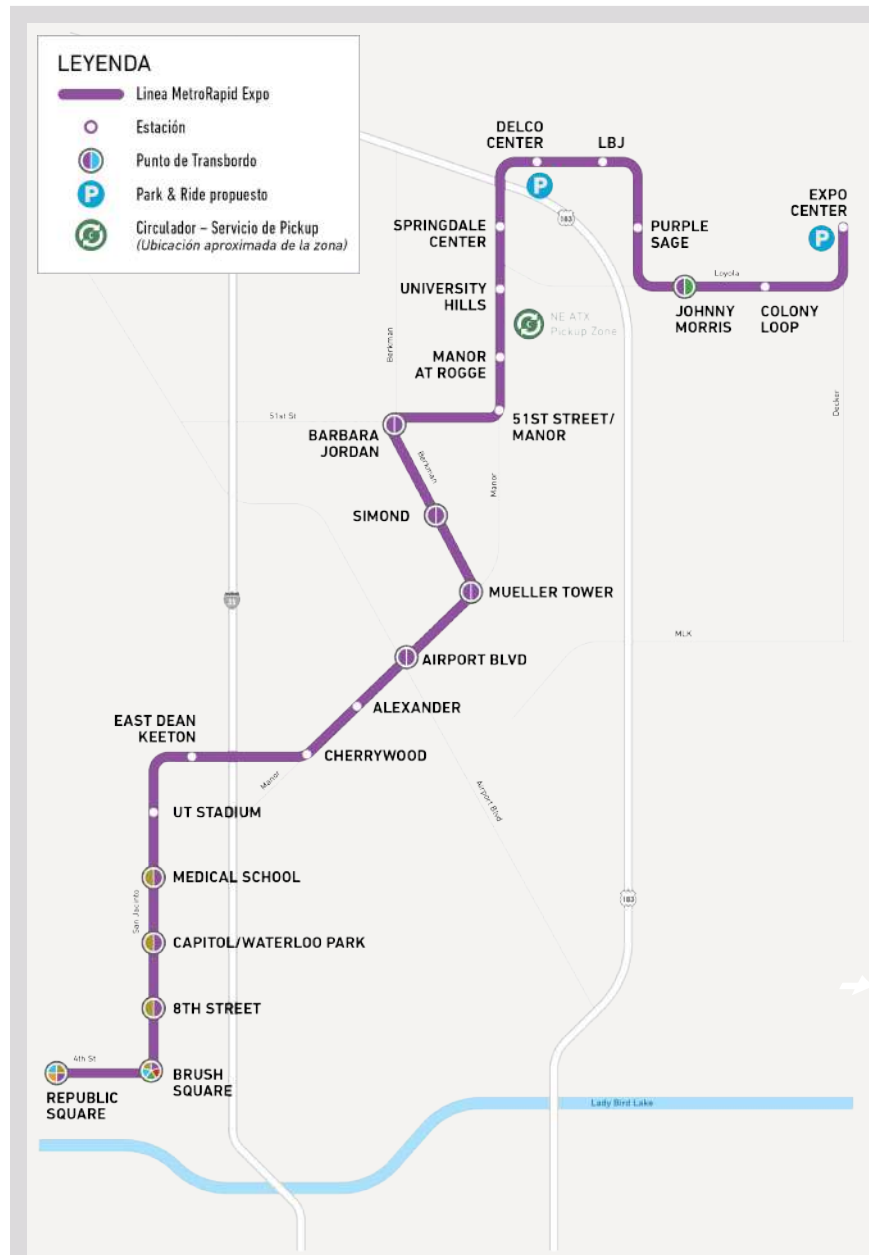 LEYENDA
Linea MetroRapid Expo
Estación
Punto de Transbordo
P
Park & Ride propuesto
Circulador – Servicio de Pickup
(Ubicación aproximada de la zona)
DELCO
CENTER
LBJ
P
183
EXPO
CENTER
P
SPRINGDALE
CENTER
PURPLE
SAGE
Loyola
UNIVERSITY
HILLS
JOHNNY
MORRIS
COLONY
LOOP
NE ATX
Pickup Zone
Berkman
MANOR
AT ROGGE
Decker
51st St
51ST STREET/
MANOR
BARBARA
JORDAN
Berkman
Manor
SIMOND
MUELLER TOWER
35
MLK
AIRPORT BLVD
ALEXANDER
EAST DEAN
KEETON
CHERRYWOOD
Manor
Airport Blvd
UT STADIUM
MEDICAL SCHOOL
San Jacinto
183
CAPITOL/WATERLOO PARK
8TH STREET
4th St
REPUBLIC
SQUARE
BRUSH
SQUARE
Lady Bird Lake